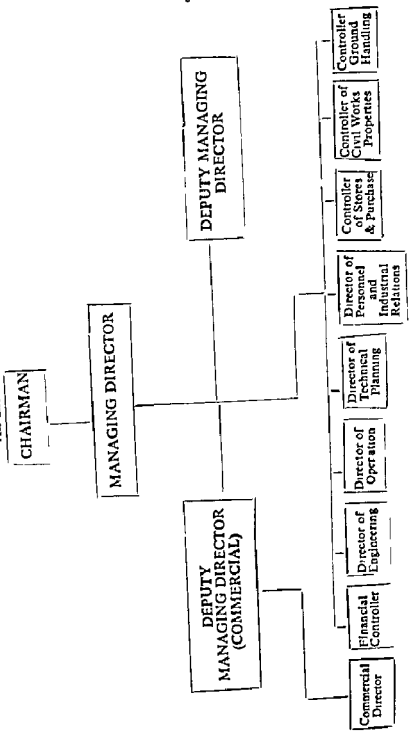 CHAIRMAN
MANAGING DIRECTOR
DEPUTY
MANAGING DIRECTOR
(COMMERCIAL)
DEPUTY MANAGING
DIRECTOR
Commercial
Director
Financial
Controller
Director of
Engineering
Director of
Operation
Director of
Technical
Planning
Director of
Personnel
and
Industrial
Relations
Controller
of Stores
& Purchase
Controller of
Civil Works
Properties
Controller
Ground
Handling